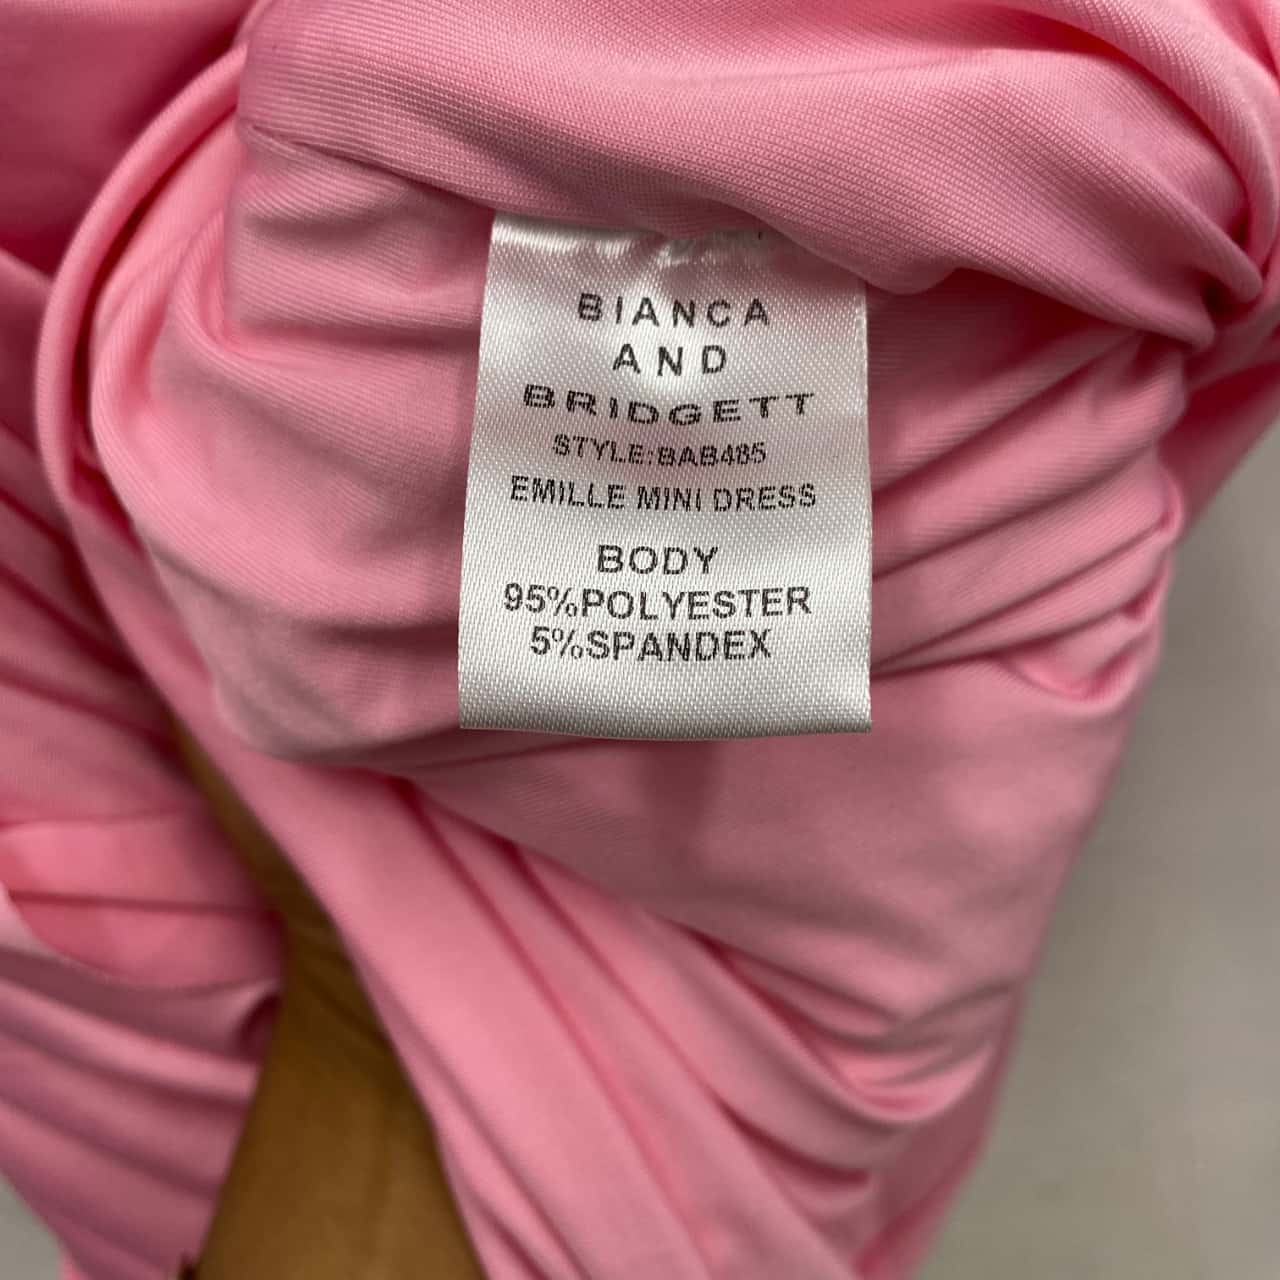 BIANCA
AND
BRIDGETT
STYLE:BAB485
EMILLE MINI DRESS
BODY
95%POLYESTER
5%SPANDEX